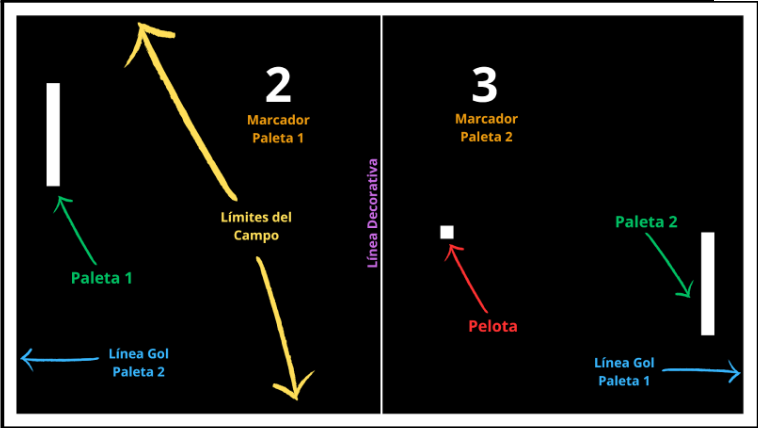 2
Marcador
Paleta 1
3
Marcador
Paleta 2
Línea Decorativa
Límites del
Campo
Paleta 2
Paleta 1
Pelota
Línea Gol
Paleta 2
Línea Gol
Paleta 1